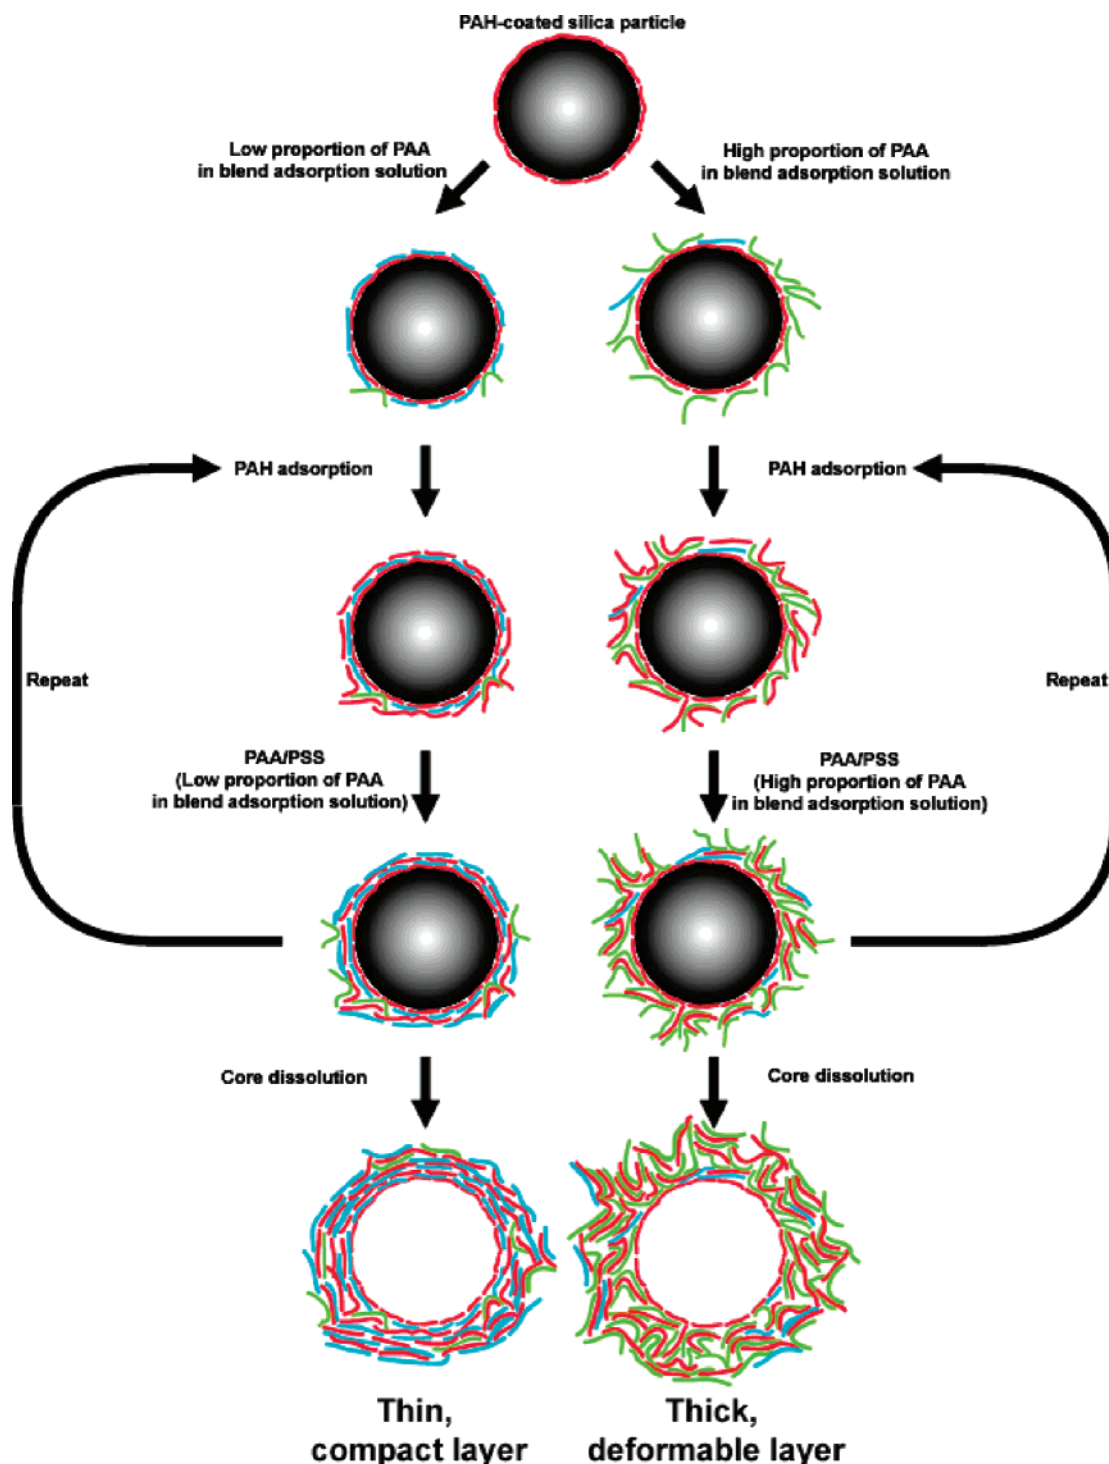 PAH-coated silica particle
Low proportion of PAA
in blend adsorption solution
High proportion of PAA
in blend adsorption solution
PAH adsorption
PAH adsorption
Repeat
Repeat
PAA/PSS
(Low proportion of PAA
in blend adsorption solution)
PAA/PSS
(High proportion of PAA
in blend adsorption solution)
Core dissolution
Core dissolution
Thin,
compact layer
Thick,
deformable layer